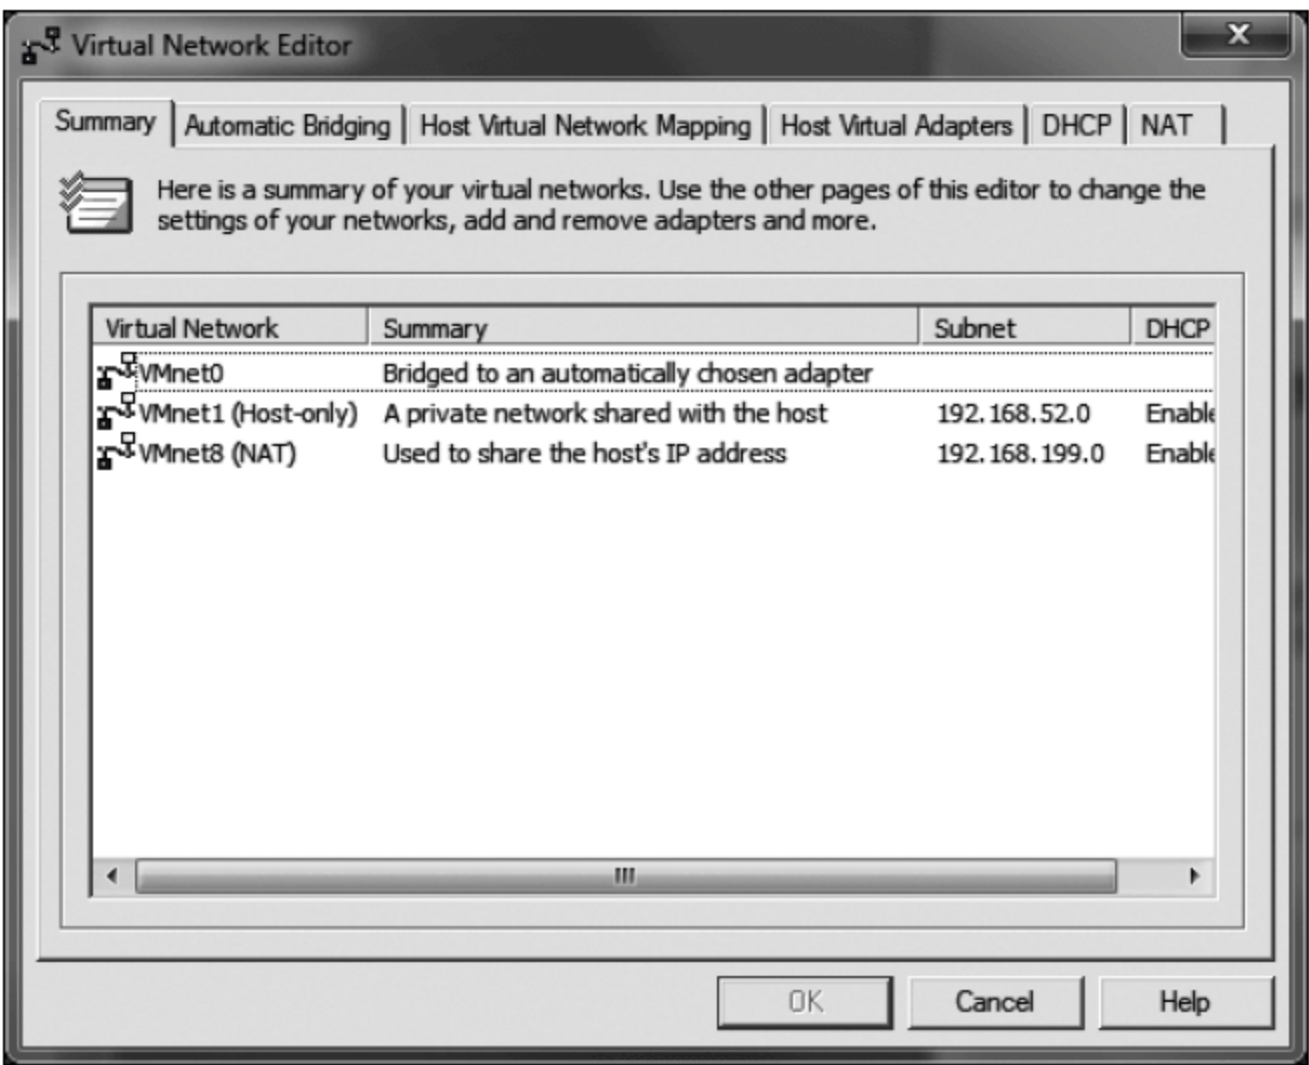 Virtual Network Editor
Summary Automatic Bridging Host Virtual Network Mapping Host Virtual Adapters DHCP NAT
Here is a summary of your virtual networks. Use the other pages of this editor to change the
settings of your networks, add and remove adapters and more.
Virtual Network Summary Subnet DHCP
VMnet0 Bridged to an automatically chosen adapter
VMnet1 (Host-only) A private network shared with the host 192.168.52.0 Enable
VMnet8 (NAT) Used to share the host's IP address 192.168.199.0 Enable
OK Cancel Help